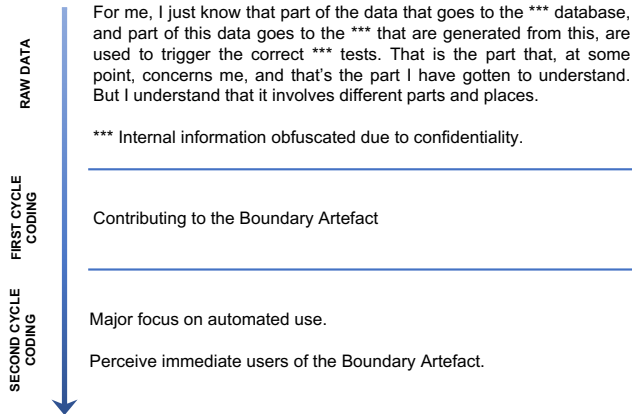 RAW DATA
For me, I just know that part of the data that goes to the *** database,
and part of this data goes to the *** that are generated from this, are
used to trigger the correct *** tests. That is the part that, at some
point, concerns me, and that’s the part I have gotten to understand.
But I understand that it involves different parts and places.
*** Internal information obfuscated due to confidentiality.
FIRST CYCLE
CODING
Contributing to the Boundary Artefact
SECOND CYCLE
CODING
Major focus on automated use.
Perceive immediate users of the Boundary Artefact.